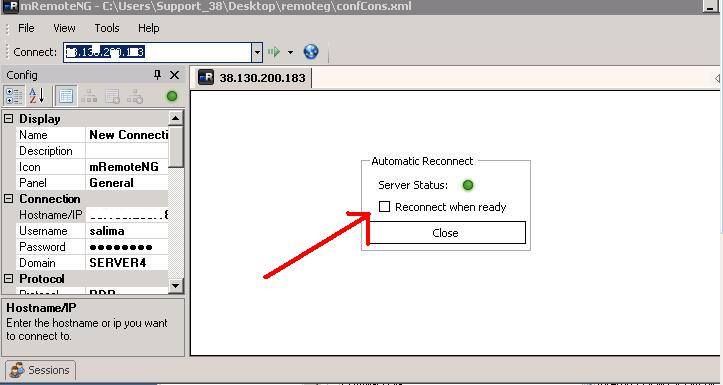 mRemoteNG - C:\Users\Support_38\Desktop\remoteg\confCons.xml
File View Tools Help
Connect:
Config
38.130.200.183
Display
Name New Connecti
Description
Icon mRemoteNG
Panel General
Connection
Hostname/IP
Username salima
Password ●●●●●●●●
Domain SERVER4
Protocol
Hostname/IP
Enter the hostname or ip you want
to connect to.
Automatic Reconnect
Server Status:
Reconnect when ready
Close
Sessions